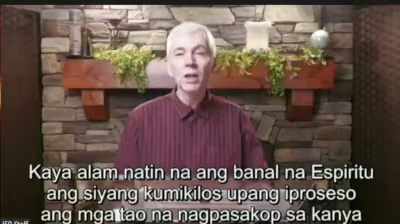 Kaya alam natin na ang banal na Espiritu
ang siyang kumikilos upang iproseso
ang mga tao na nagpasakop sa kanya